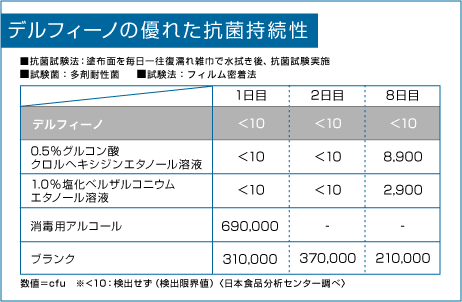 デルフィーノの優れた抗菌持続性
■抗菌試験法：塗布面を毎日一往復濡れ雑巾で水拭き後、抗菌試験実施
■試験菌：多剤耐性菌　■試験法：フィルム密着法
1日目 2日目 8日目
デルフィーノ <10 <10 <10
0.5％グルコン酸
クロルヘキシジンエタノール溶液 <10 <10 8,900
1.0％塩化ベルザルコニウム
エタノール溶液 <10 <10 2,900
消毒用アルコール 690,000 - -
ブランク 310,000 370,000 210,000
数値＝cfu　※<10：検出せず（検出限界値）〈日本食品分析センター調べ〉